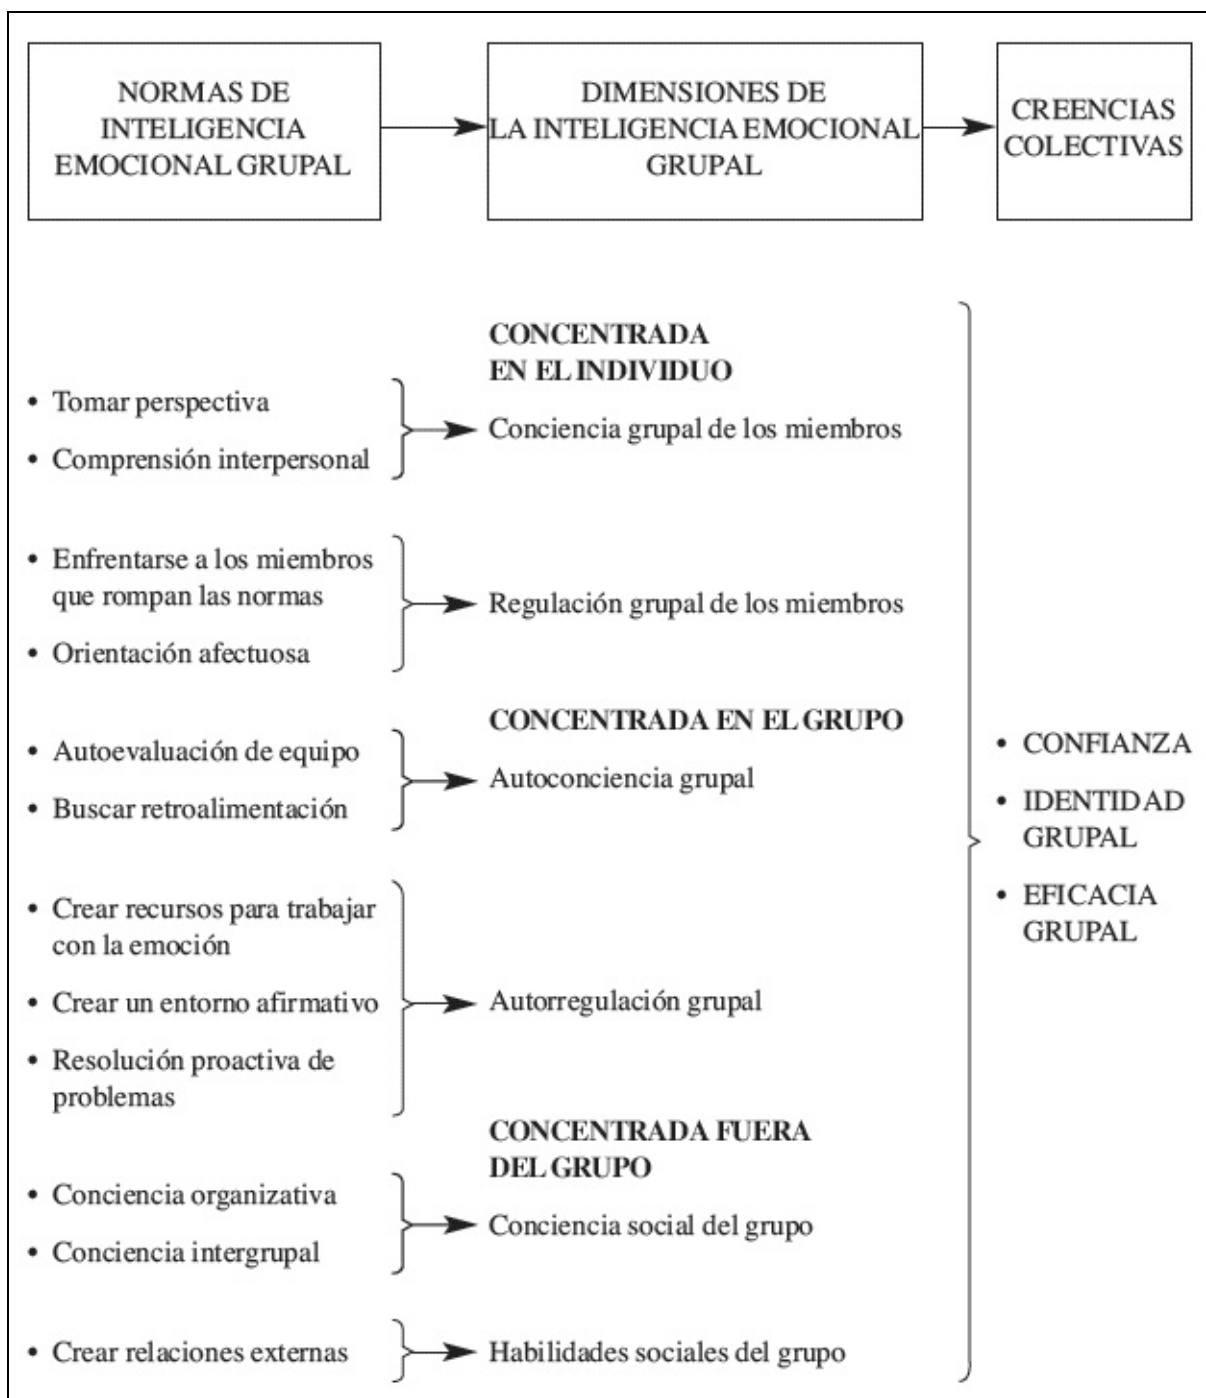 NORMAS DE
INTELIGENCIA
EMOCIONAL GRUPAL
DIMENSIONES DE
LA INTELIGENCIA EMOCIONAL
GRUPAL
CREENCIAS
COLECTIVAS
CONCENTRADA
EN EL INDIVIDUO
• Tomar perspectiva
• Comprensión interpersonal
Conciencia grupal de los miembros
• Enfrentarse a los miembros
que rompan las normas
• Orientación afectuosa
Regulación grupal de los miembros
CONCENTRADA EN EL GRUPO
• Autoevaluación de equipo
• Buscar retroalimentación
Autoconciencia grupal
• Crear recursos para trabajar
con la emoción
• Crear un entorno afirmativo
• Resolución proactiva de
problemas
Autorregulación grupal
CONCENTRADA FUERA
DEL GRUPO
• Conciencia organizativa
• Conciencia intergrupal
Conciencia social del grupo
• Crear relaciones externas
Habilidades sociales del grupo
• CONFIANZA
• IDENTIDAD
GRUPAL
• EFICACIA
GRUPAL